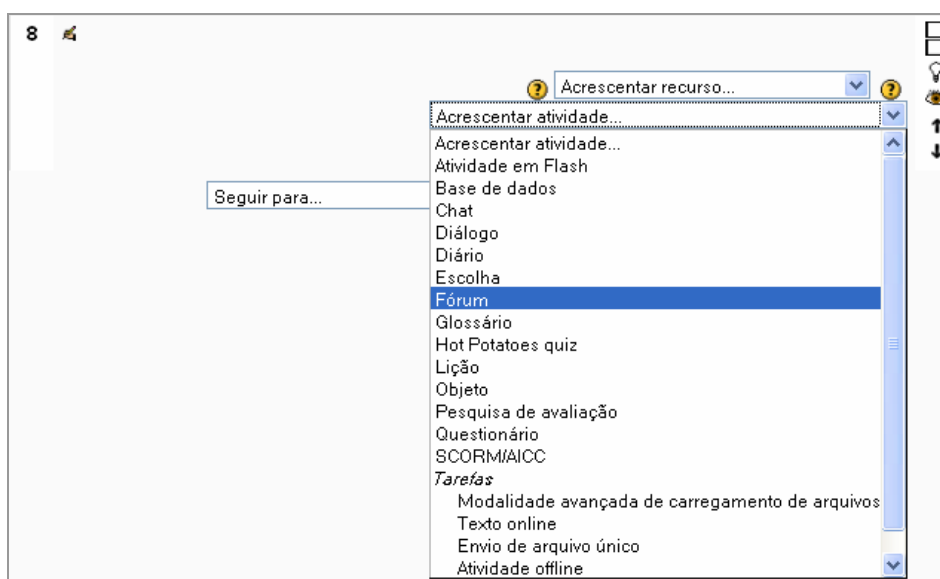 8
? Acrescentar recurso... ?
Acrescentar atividade...
Acrescentar atividade...
Atividade em Flash
Base de dados
Seguir para...
Chat
Diálogo
Diário
Escolha
Fórum
Glossário
Hot Potatoes quiz
Lição
Objeto
Pesquisa de avaliação
Questionário
SCORM/AICC
Tarefas
Modalidade avançada de carregamento de arquivos
Texto online
Envio de arquivo único
Atividade offline